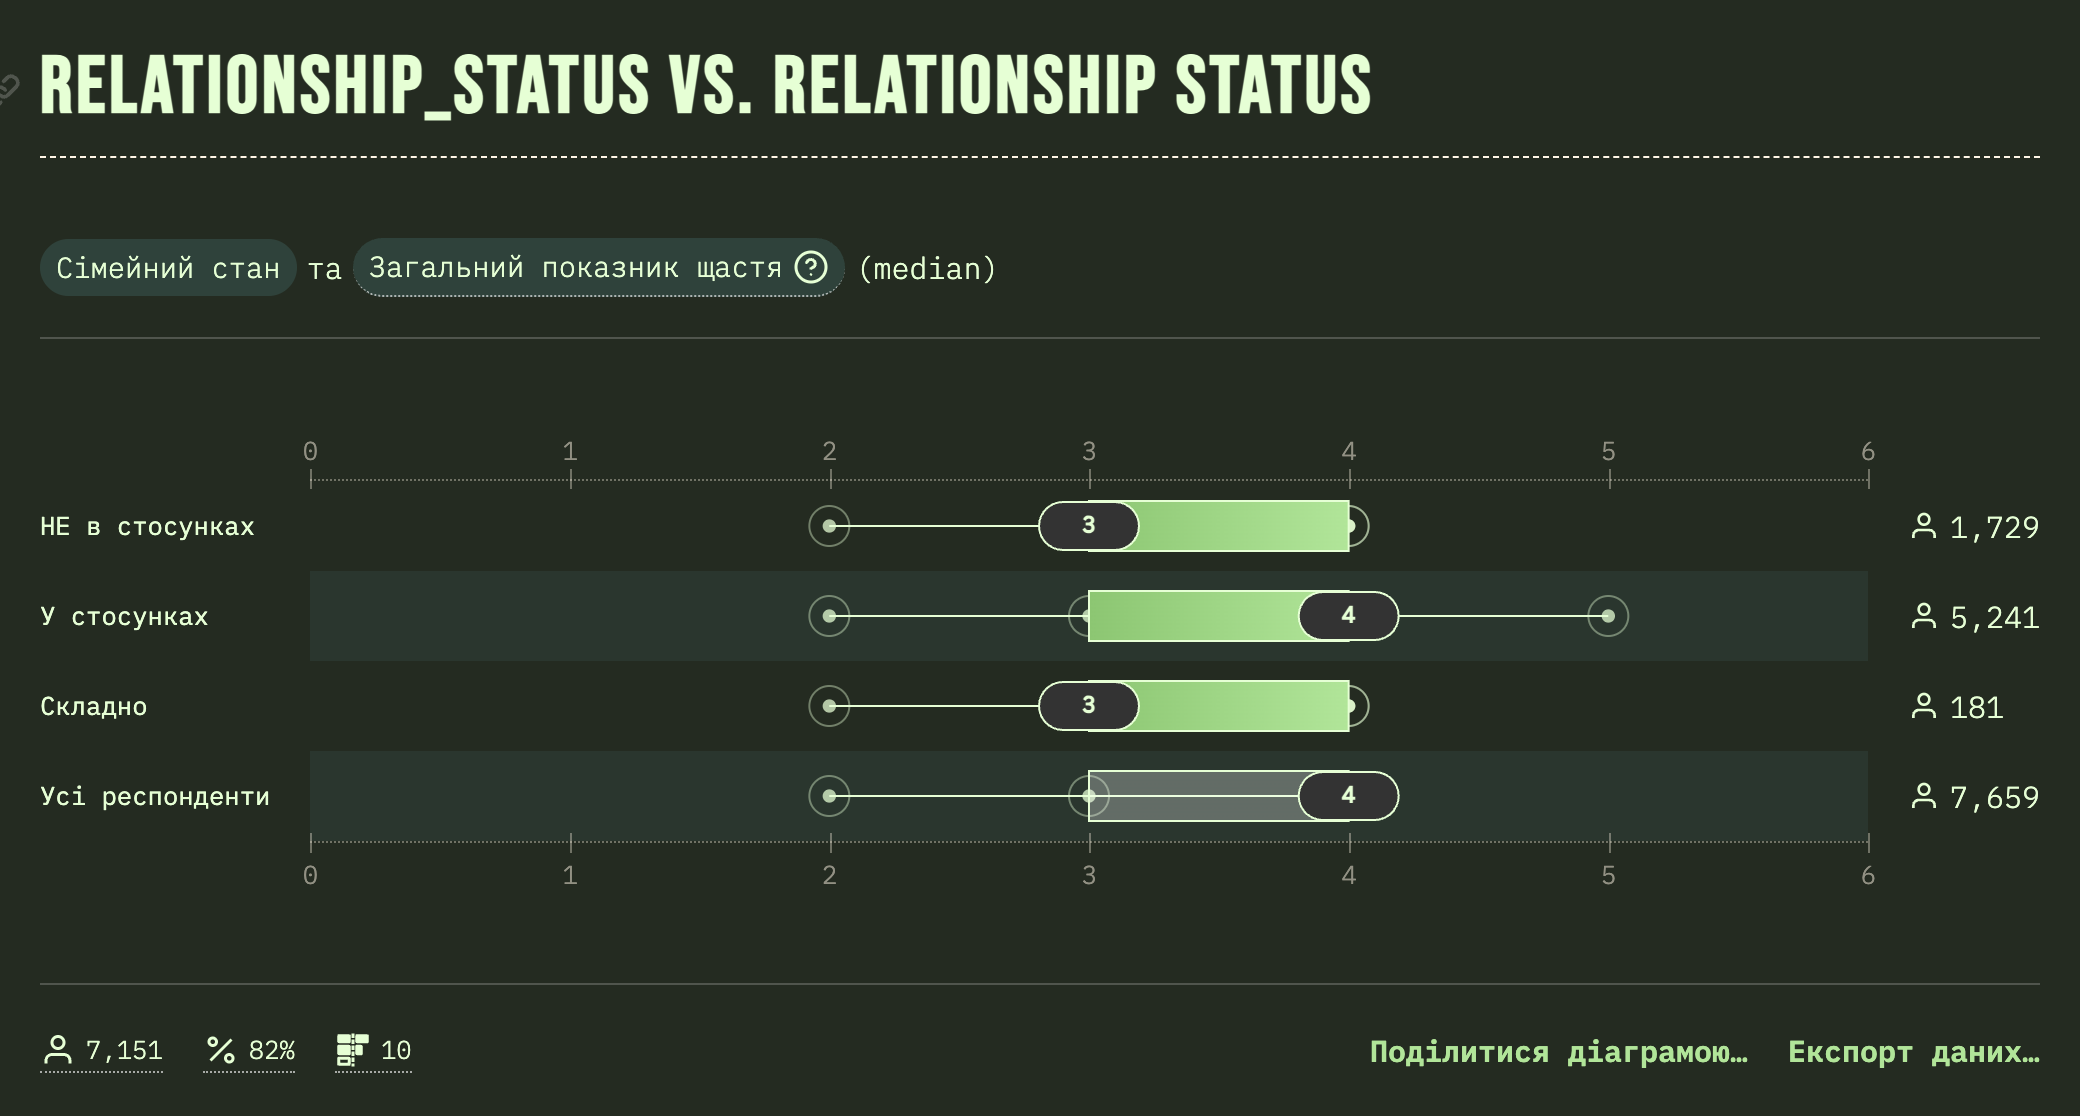 RELATIONSHIP_STATUS VS. RELATIONSHIP STATUS
Сімейний стан та Загальний показник щастя ? (median)
0 1 2 3 4 5 6
НЕ в стосунках 3 1,729
У стосунках 4 5,241
Складно 3 181
Усі респонденти 4 7,659
0 1 2 3 4 5 6
7,151 % 82% 10 Поділитися діаграмою… Експорт даних…